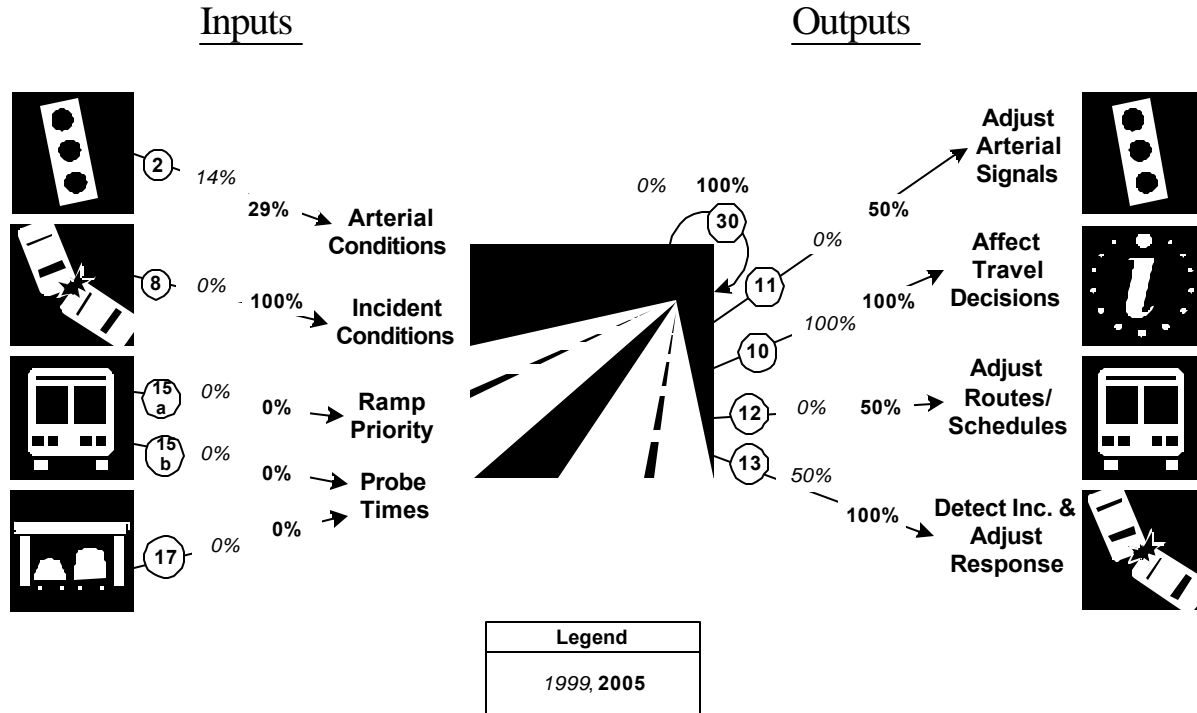 Inputs
Outputs
2
14%
29%
Arterial
Conditions
8
0%
100%
Incident
Conditions
15
a
0%
0%
Ramp
Priority
15
b
0%
0%
Probe
Times
17
0%
0%
0% 100%
30
11
0%
50%
Adjust
Arterial
Signals
10
100%
100%
Affect
Travel
Decisions
12
0%
50%
Adjust
Routes/
Schedules
13
50%
100%
Detect Inc. &
Adjust
Response
Legend
1999, 2005